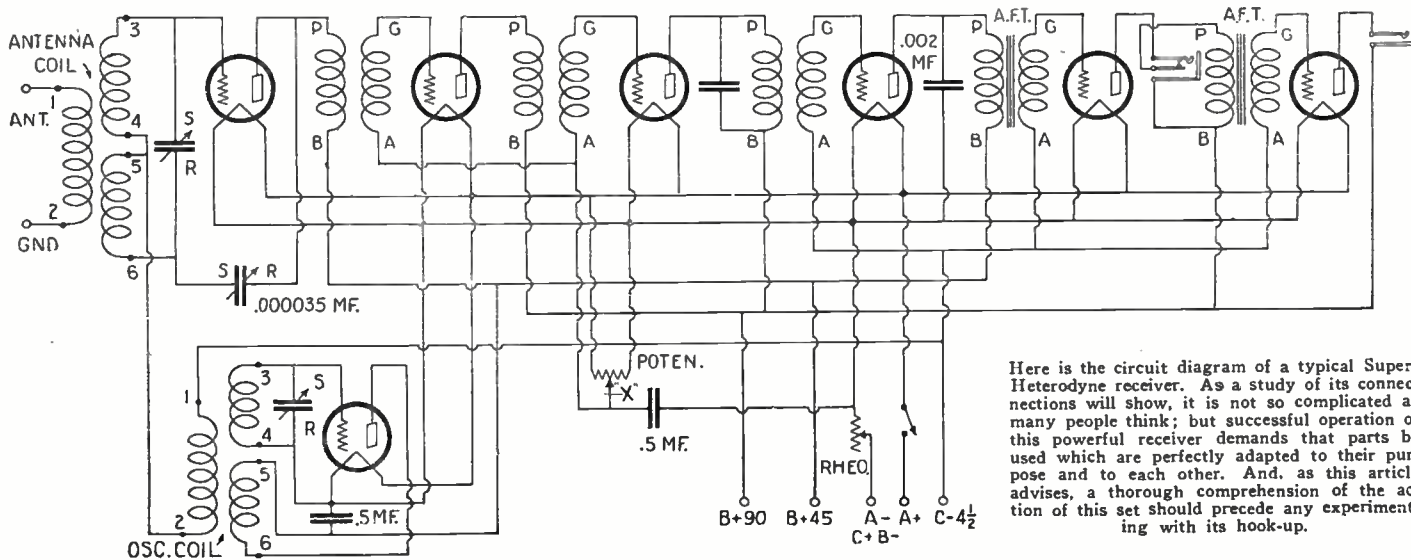 3 P G P G P G P A.F.T. G P A.F.T. G
ANTENNA
COIL
.002
MF
1
ANT.
4
S
R
5
B A B A B A B A B A
2
GND
6
S R
.000035 MF.
POTEN.
"X"
3
S
1
R
4
.5 MF.
5
RHEO.
2
.5MF.
6
OSC. COIL
B+90 B+45 A- A+ C-4½
C+B-
Here is the circuit diagram of a typical Super
Heterodyne receiver. As a study of its connec
nections will show, it is not so complicated a
many people think; but successful operation o
this powerful receiver demands that parts b
used which are perfectly adapted to their pur
pose and to each other. And, as this articl
advises, a thorough comprehension of the ac
tion of this set should precede any experiment
ing with its hook-up.